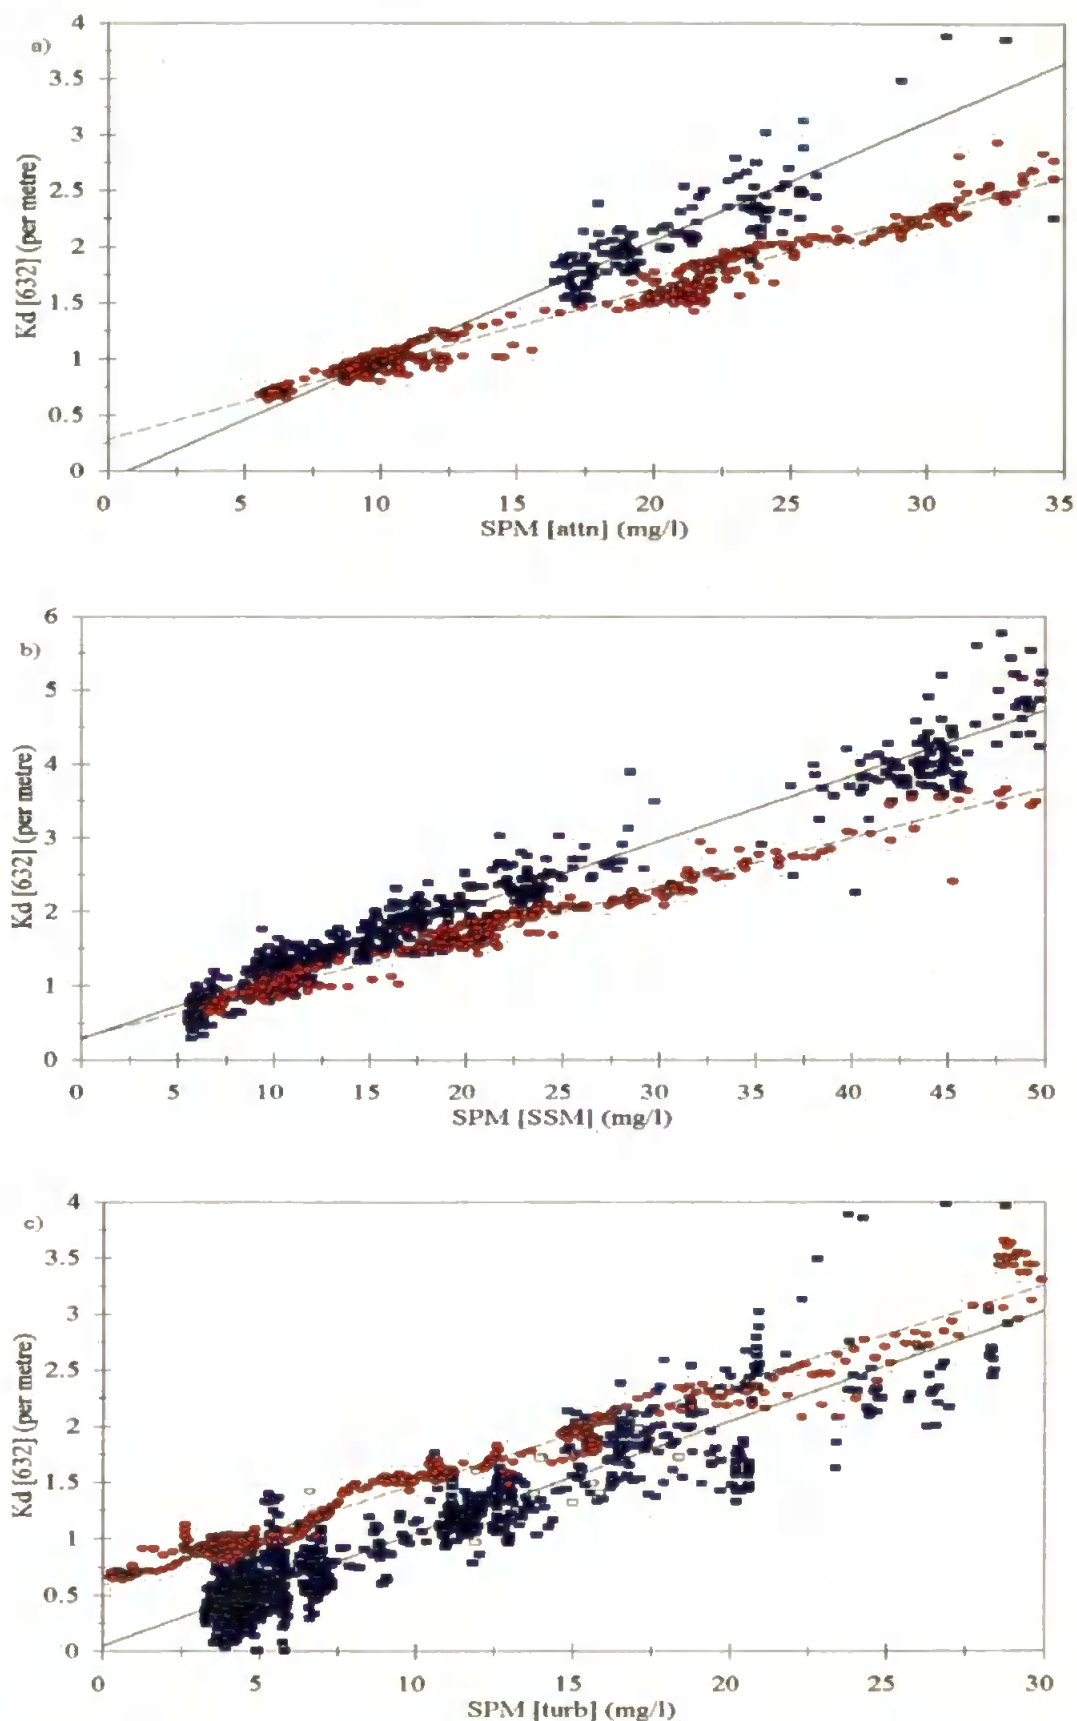 a)
4
3.5
3
2.5
2
1.5
1
0.5
0
Kd [632] (per metre)
0 5 10 15 20 25 30 35
SPM [attn] (mg/l)
b)
6
5
4
3
2
1
0
Kd [632] (per metre)
0 5 10 15 20 25 30 35 40 45 50
SPM [SSM] (mg/l)
c)
4
3.5
3
2.5
2
1.5
1
0.5
0
Kd [632] (per metre)
0 5 10 15 20 25 30
SPM [turb] (mg/l)